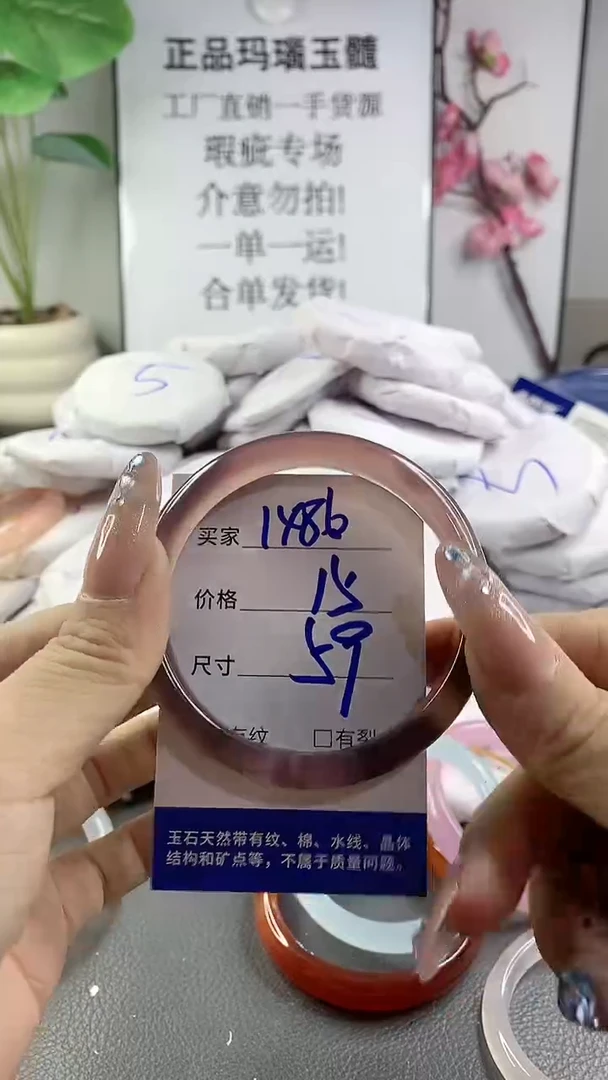 正品玛瑙玉髓
工厂直销一手货源
瑕疵专场
介意勿拍!
一单一运!
合单发货!
5
买家 1486
价格 15
尺寸 59
有纹 □有裂
玉石天然带有纹、棉、水线、晶体
结构和矿点等，不属于质量问题。